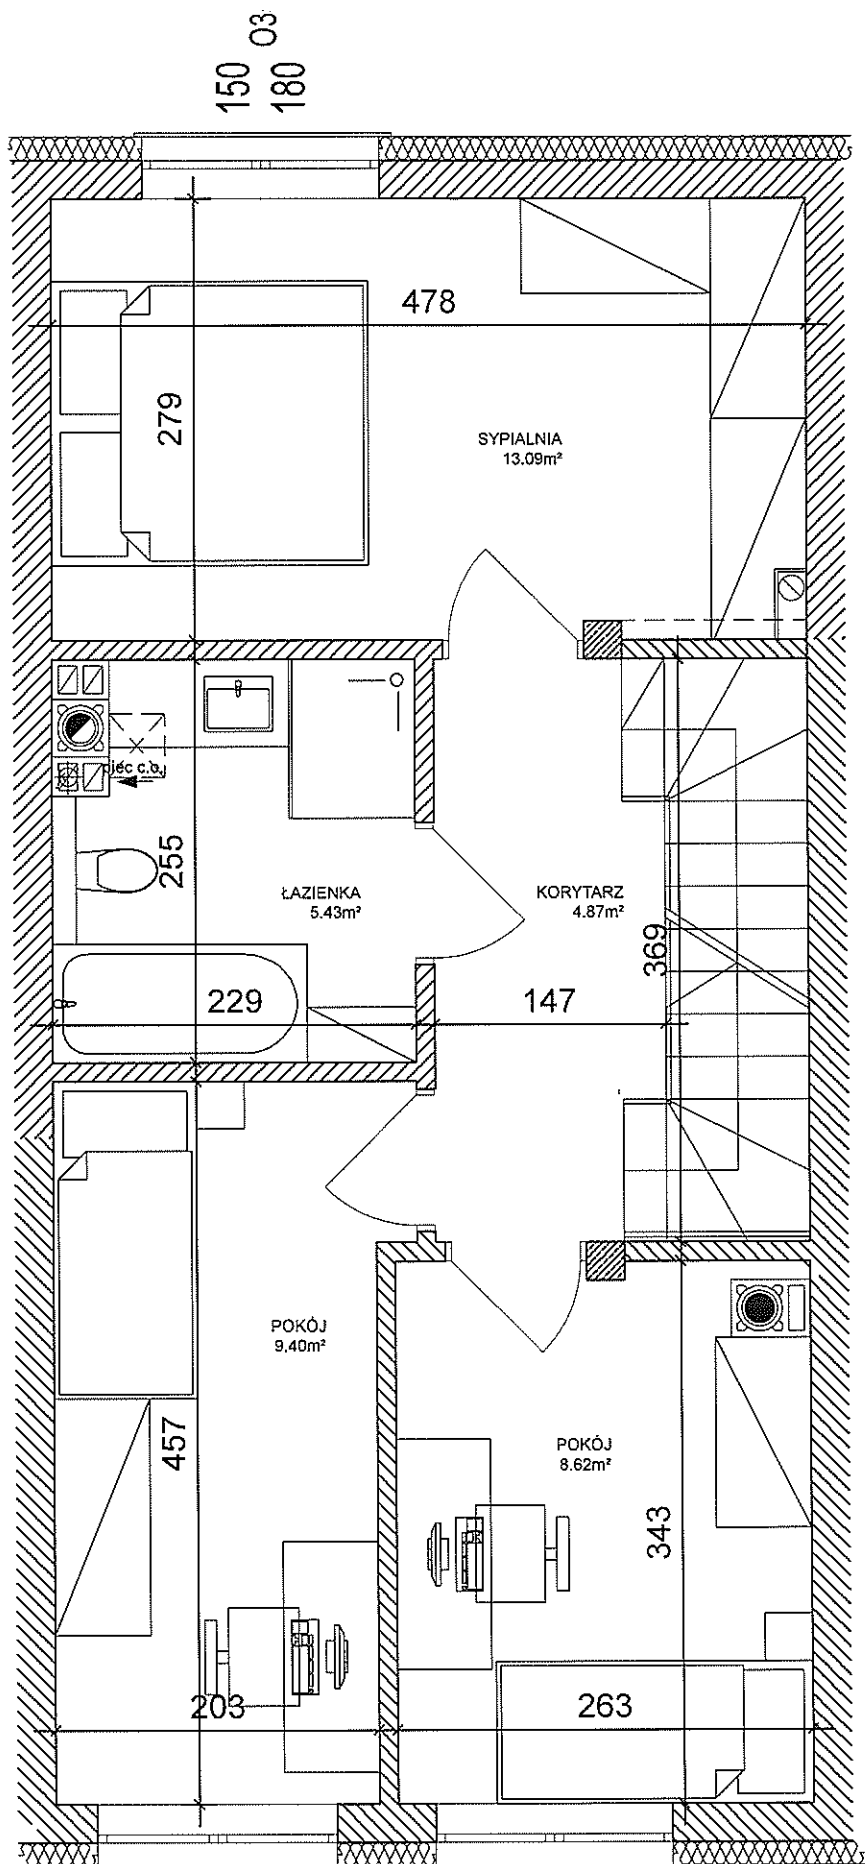 150
180
O3
478
279
SYPIALNIA
13.09m²
piec c.o.
255
ŁAZIENKA
5.43m²
KORYTARZ
4.87m²
369
229
147
POKÓJ
9.40m²
457
POKÓJ
8.62m²
343
203
263